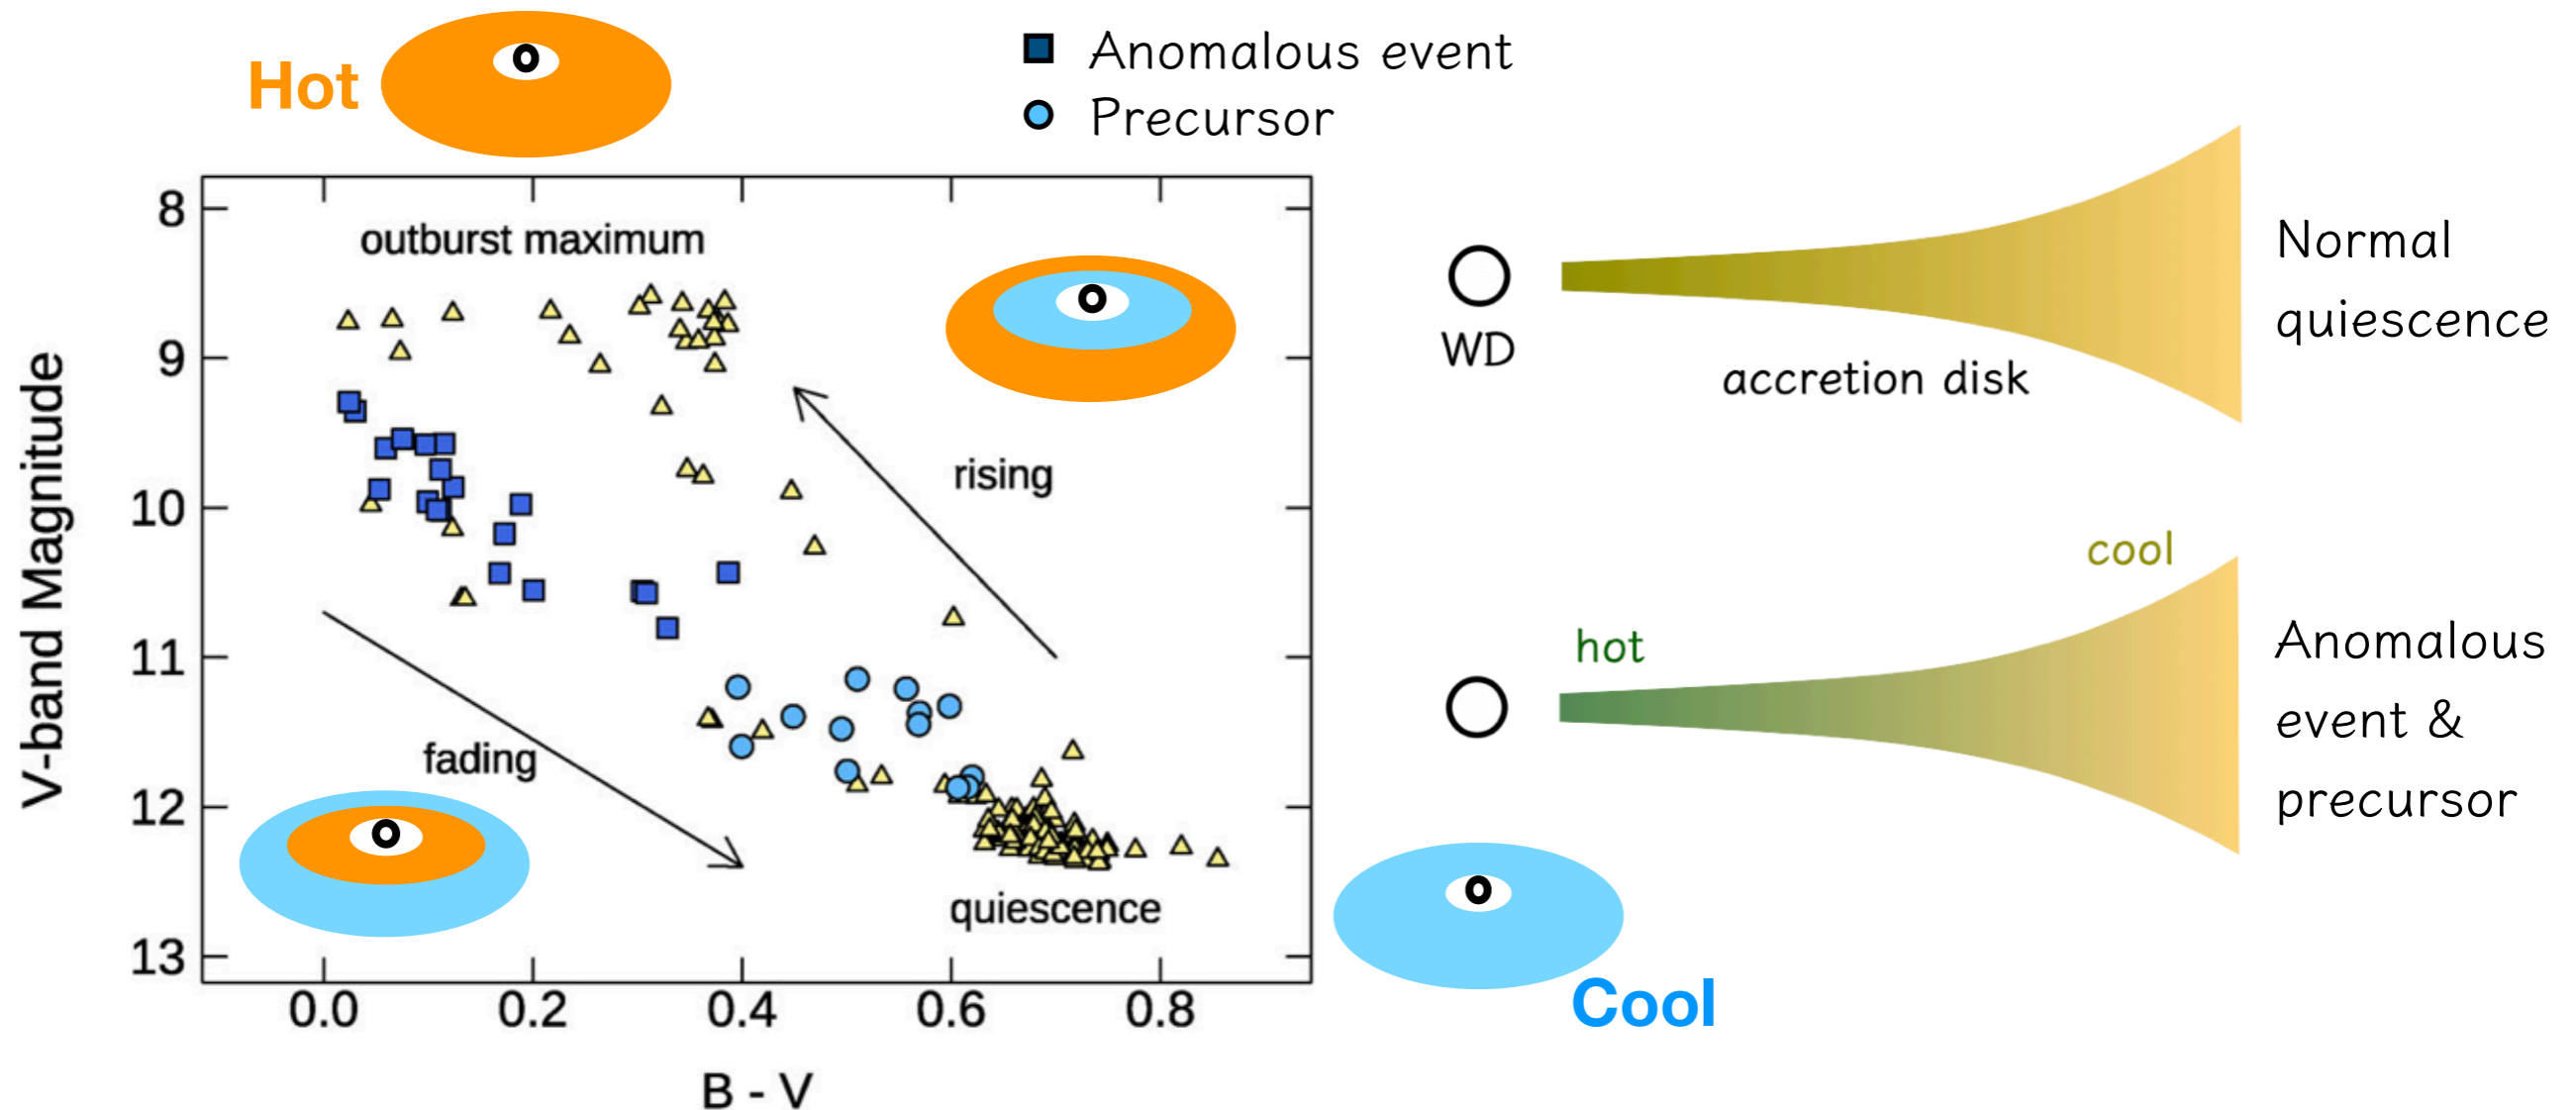 Hot
Anomalous event
Precursor
V-band Magnitude
8
9
10
11
12
13
outburst maximum
rising
fading
quiescence
0.0
0.2
0.4
0.6
0.8
B - V
WD
accretion disk
Normal
quiescence
hot
cool
Anomalous
event &
precursor
Cool